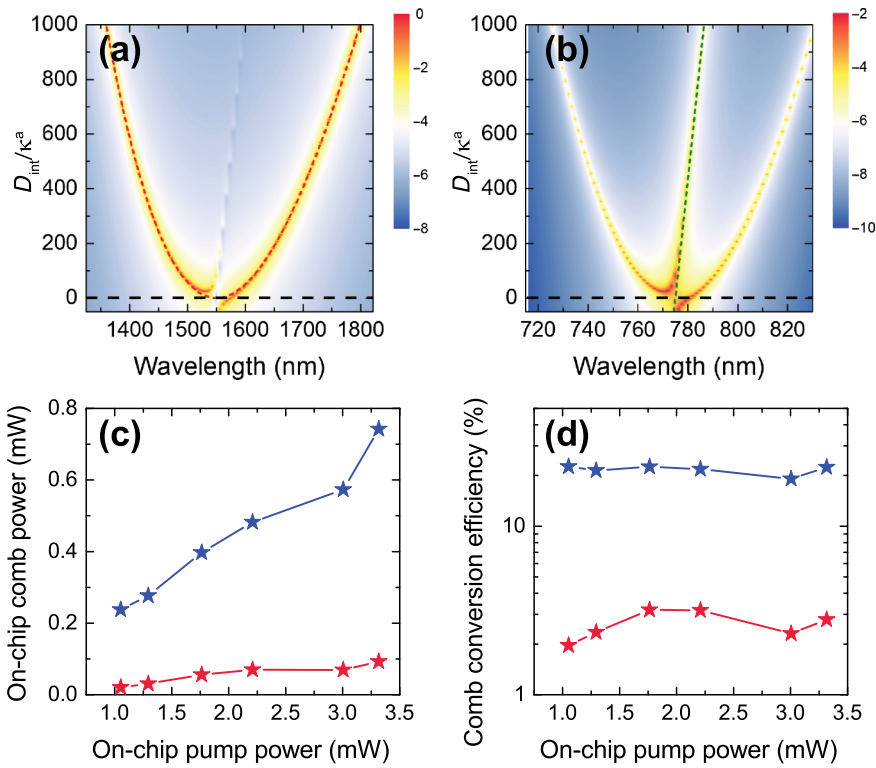 (a)
1000
800
600
400
200
0
D_int/κ^a
1400 1500 1600 1700 1800
Wavelength (nm)
0
−2
−4
−6
−8
(b)
1000
800
600
400
200
0
D_int/κ^a
720 740 760 780 800 820
Wavelength (nm)
−2
−4
−6
−8
−10
(c)
0.8
0.6
0.4
0.2
0.0
On-chip comb power (mW)
1.0 1.5 2.0 2.5 3.0 3.5
On-chip pump power (mW)
(d)
10
1
Comb conversion efficiency (%)
1.0 1.5 2.0 2.5 3.0 3.5
On-chip pump power (mW)